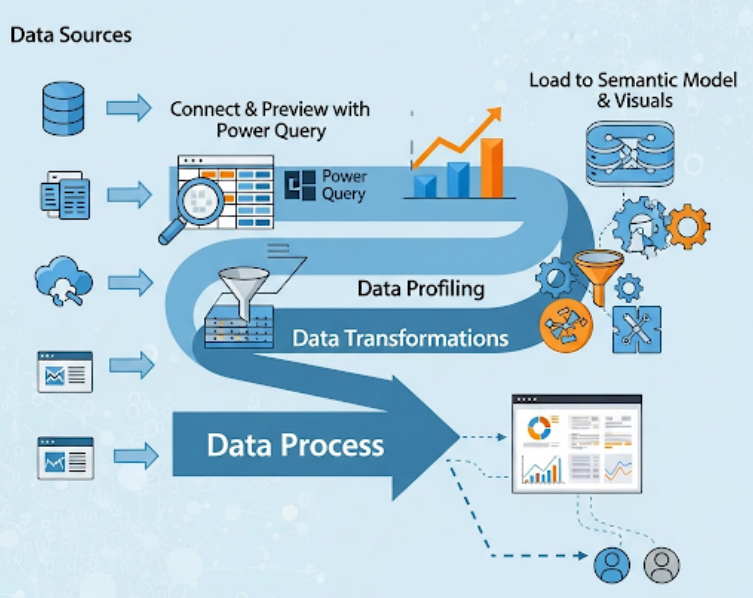 Data Sources
Connect & Preview with
Power Query
Power
Query
Load to Semantic Model
& Visuals
Data Profiling
Data Transformations
Data Process